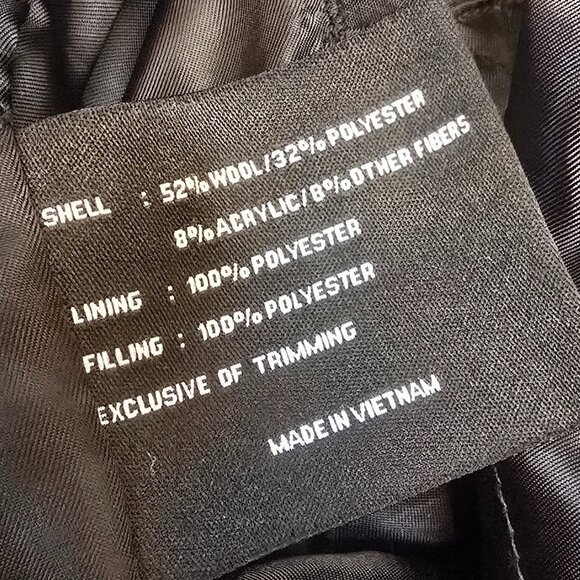 SHELL : 52% WOOL / 32% POLYESTER
8% ACRYLIC / 8% OTHER FIBERS
LINING : 100% POLYESTER
FILLING : 100% POLYESTER
EXCLUSIVE OF TRIMMING
MADE IN VIETNAM